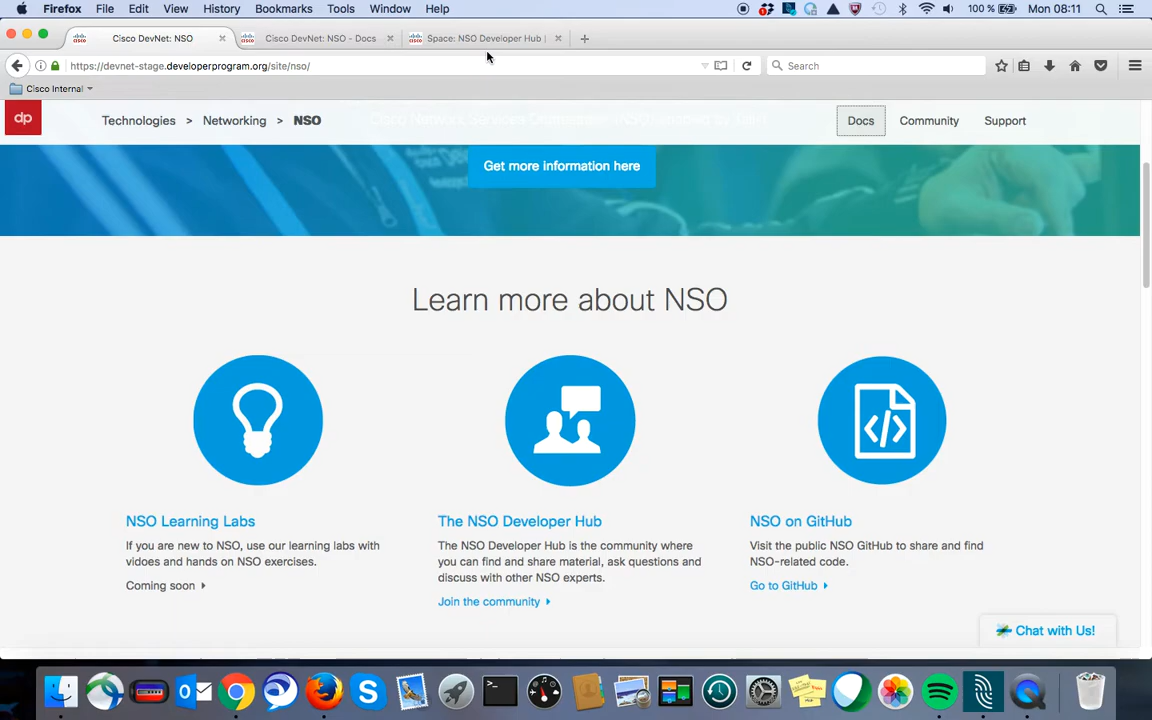 Firefox File Edit View History Bookmarks Tools Window Help 100 % Mon 08:11
Cisco DevNet: NSO Cisco DevNet: NSO - Docs Space: NSO Developer Hub |
https://devnet-stage.developerprogram.org/site/nso/ Search
Cisco Internal
dp Technologies > Networking > NSO Docs Community Support
Get more information here
Learn more about NSO
NSO Learning Labs
If you are new to NSO, use our learning labs with
vidoes and hands on NSO exercises.
Coming soon
The NSO Developer Hub
The NSO Developer Hub is the community where
you can find and share material, ask questions and
discuss with other NSO experts.
Join the community
NSO on GitHub
Visit the public NSO GitHub to share and find
NSO-related code.
Go to GitHub
Chat with Us!